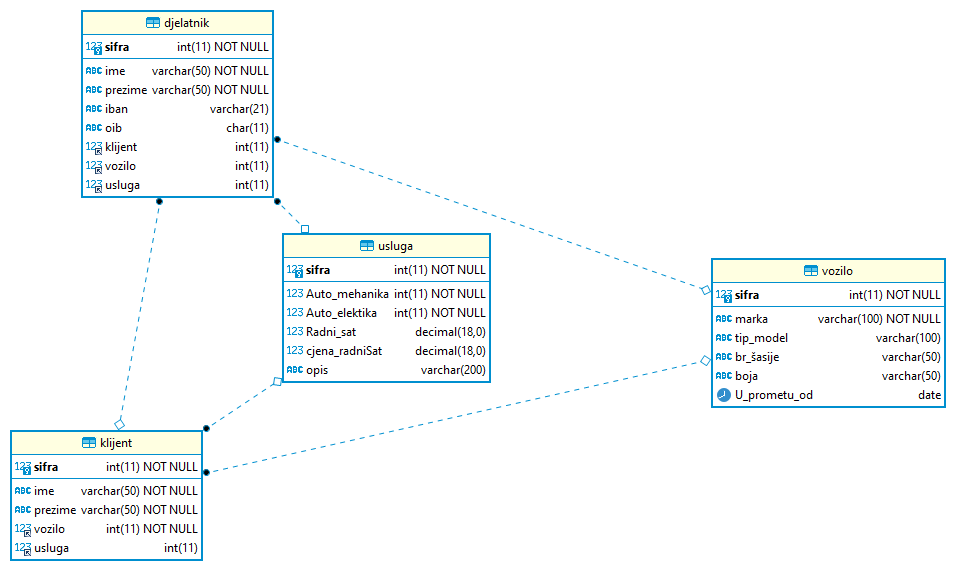 djelatnik
123 sifra int(11) NOT NULL
ABC ime varchar(50) NOT NULL
ABC prezime varchar(50) NOT NULL
ABC iban varchar(21)
ABC oib char(11)
123 klijent int(11)
123 vozilo int(11)
123 usluga int(11)
usluga
123 sifra int(11) NOT NULL
123 Auto_mehanika int(11) NOT NULL
123 Auto_elektika int(11) NOT NULL
123 Radni_sat decimal(18,0)
123 cjena_radniSat decimal(18,0)
ABC opis varchar(200)
vozilo
123 sifra int(11) NOT NULL
ABC marka varchar(100) NOT NULL
ABC tip_model varchar(100)
ABC br_šasije varchar(50)
ABC boja varchar(50)
U_prometu_od date
klijent
123 sifra int(11) NOT NULL
ABC ime varchar(50) NOT NULL
ABC prezime varchar(50) NOT NULL
123 vozilo int(11) NOT NULL
123 usluga int(11)